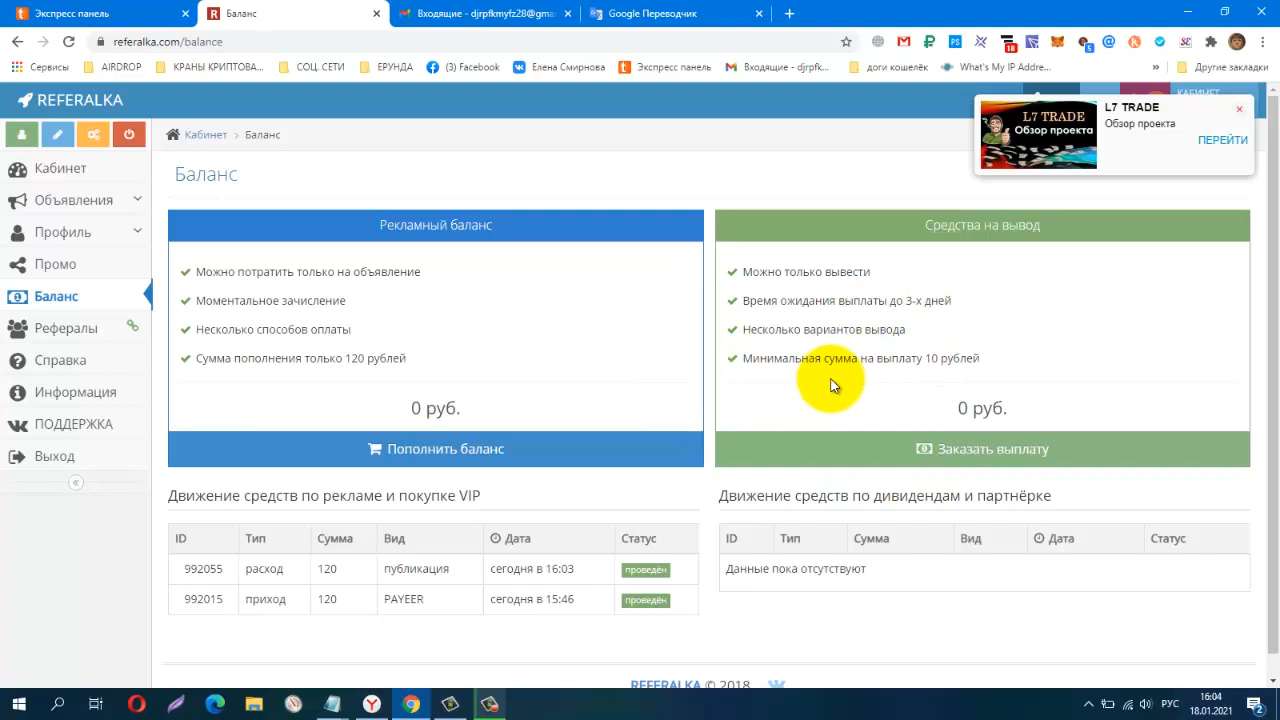 Экспресс панель
Баланс
Входящие - djrpfkmyfz28@gma
Google Переводчик
referalka.com/balance
18
5
Сервисы
AIRDROP
КРАНЫ КРИПТОВА...
СОЦ. СЕТИ
ЕРУНДА
(3) Facebook
Елена Смирнова
Экспресс панель
Входящие - djrpfk...
доги кошелёк
What's My IP Addre...
»
Другие закладки
REFERALKA
КАБИНЕТ
L7 TRADE
Обзор проекта
L7 TRADE
Обзор проекта
ПЕРЕЙТИ
Кабинет
Объявления
Профиль
Промо
Баланс
Рефералы
Справка
Информация
ПОДДЕРЖКА
Выход
Кабинет > Баланс
Баланс
Рекламный баланс
Можно потратить только на объявление
Моментальное зачисление
Несколько способов оплаты
Сумма пополнения только 120 рублей
0 руб.
Пополнить баланс
Средства на вывод
Можно только вывести
Время ожидания выплаты до 3-х дней
Несколько вариантов вывода
Минимальная сумма на выплату 10 рублей
0 руб.
Заказать выплату
Движение средств по рекламе и покупке VIP
ID Тип Сумма Вид Дата Статус
992055 расход 120 публикация сегодня в 16:03 проведён
992015 приход 120 PAYEER сегодня в 15:46 проведён
Движение средств по дивидендам и партнёрке
ID Тип Сумма Вид Дата Статус
Данные пока отсутствуют
REFERALKA © 2018
РУС
16:04
18.01.2021
2